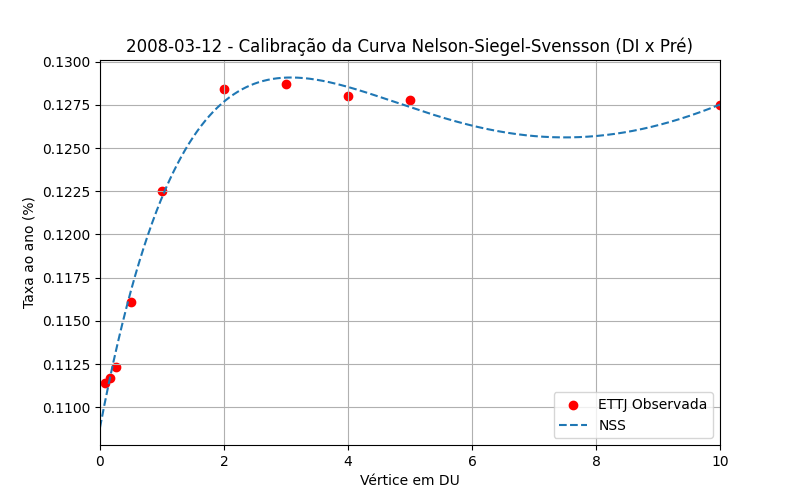 2008-03-12 - Calibração da Curva Nelson-Siegel-Svensson (DI x Pré)
Taxa ao ano (%)
0.1300
0.1275
0.1250
0.1225
0.1200
0.1175
0.1150
0.1125
0.1100
ETTJ Observada
NSS
0 2 4 6 8 10
Vértice em DU